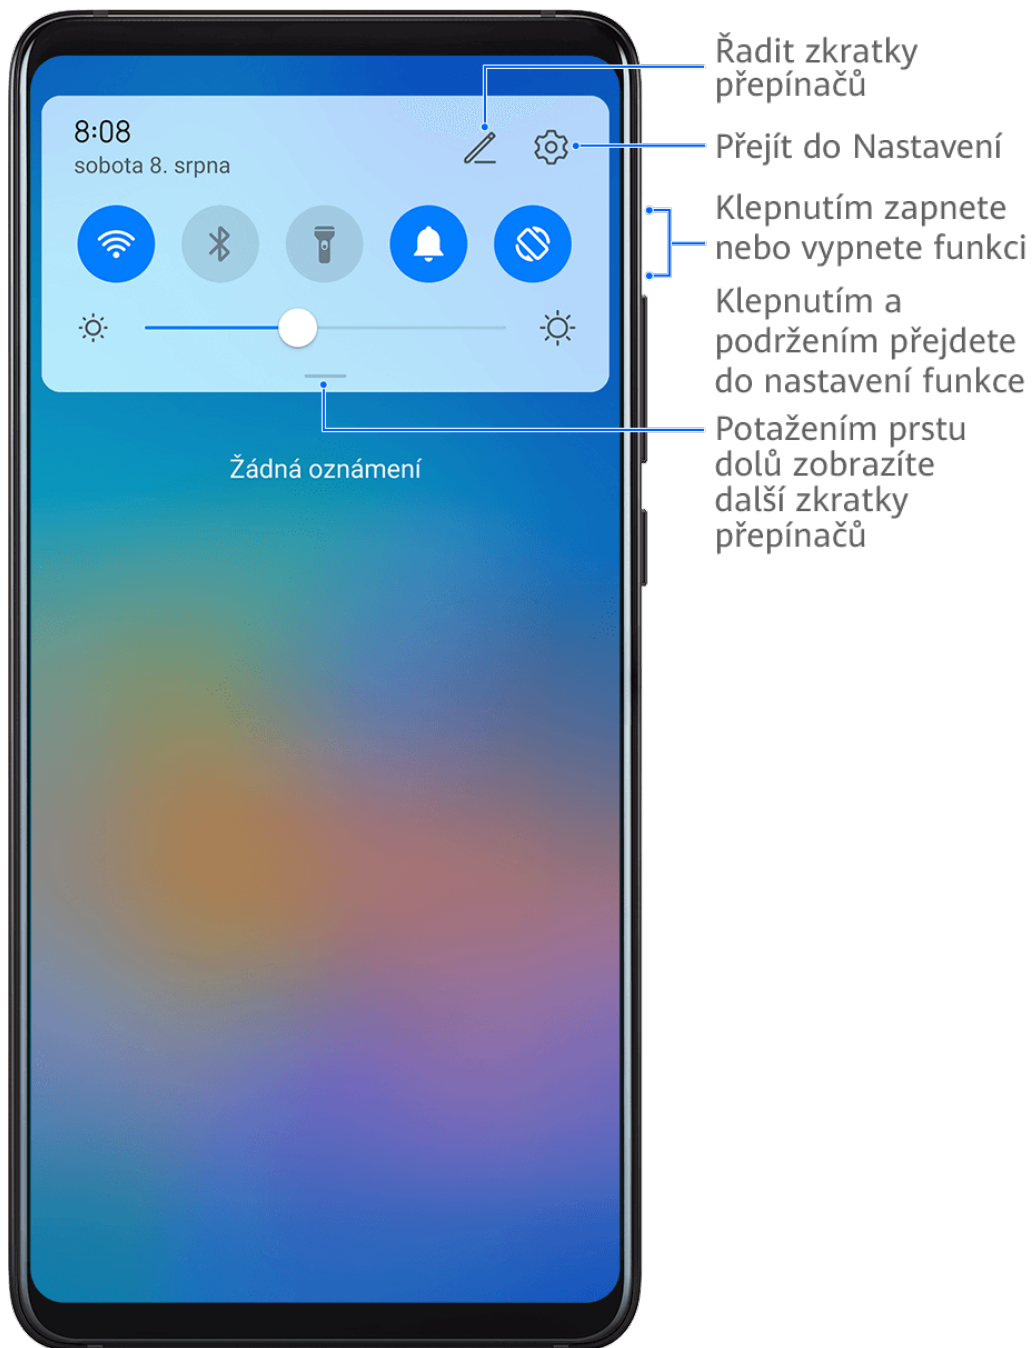 8:08
sobota 8. srpna
Žádná oznámení
Řadit zkratky
přepínačů
Přejít do Nastavení
Klepnutím zapnete
nebo vypnete funkci
Klepnutím a
podržením přejdete
do nastavení funkce
Potažením prstu
dolů zobrazíte
další zkratky
přepínačů